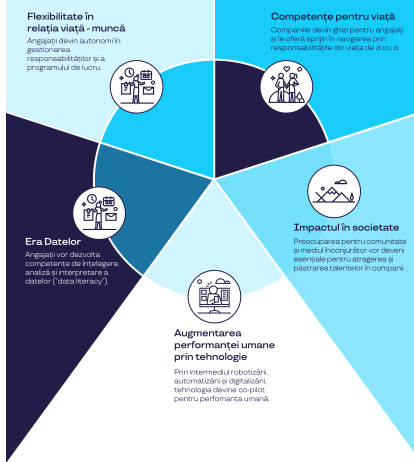 Flexibilitate în
relația viață - muncă
Angajații devin autonomi în
gestionarea
responsabilităților și a
programului de lucru.
Competențe pentru viață
Companiile devin ghizi pentru angajați
și le oferă sprijin în navigarea prin
responsabilitățile din viața de zi cu zi.
Era Datelor
Angajații vor dezvolta
competențe de înțelegere,
analiză și interpretare a
datelor ("data literacy").
Impactul în societate
Preocuparea pentru comunitate
și mediul înconjurător vor deveni
esențiale pentru atragerea și
păstrarea talentelor în companii.
Augmentarea
performanței umane
prin tehnologie
Prin intermediul robotizării,
automatizării și digitalizării,
tehnologia devine co-pilot
pentru perfomanța umană.